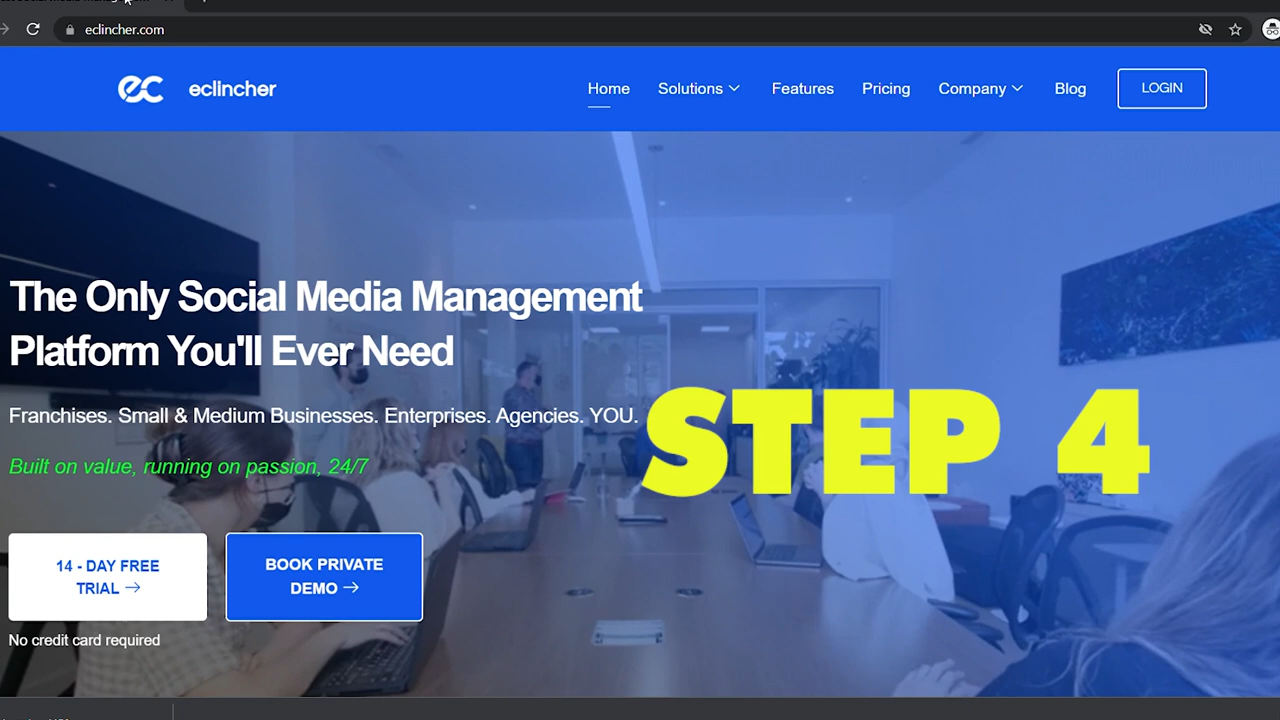 eclincher.com
ec eclincher Home Solutions Features Pricing Company Blog LOGIN
The Only Social Media Management
Platform You'll Ever Need
Franchises. Small & Medium Businesses. Enterprises. Agencies. YOU.
STEP 4
Built on value, running on passion, 24/7
14 - DAY FREE
TRIAL →
BOOK PRIVATE
DEMO →
No credit card required